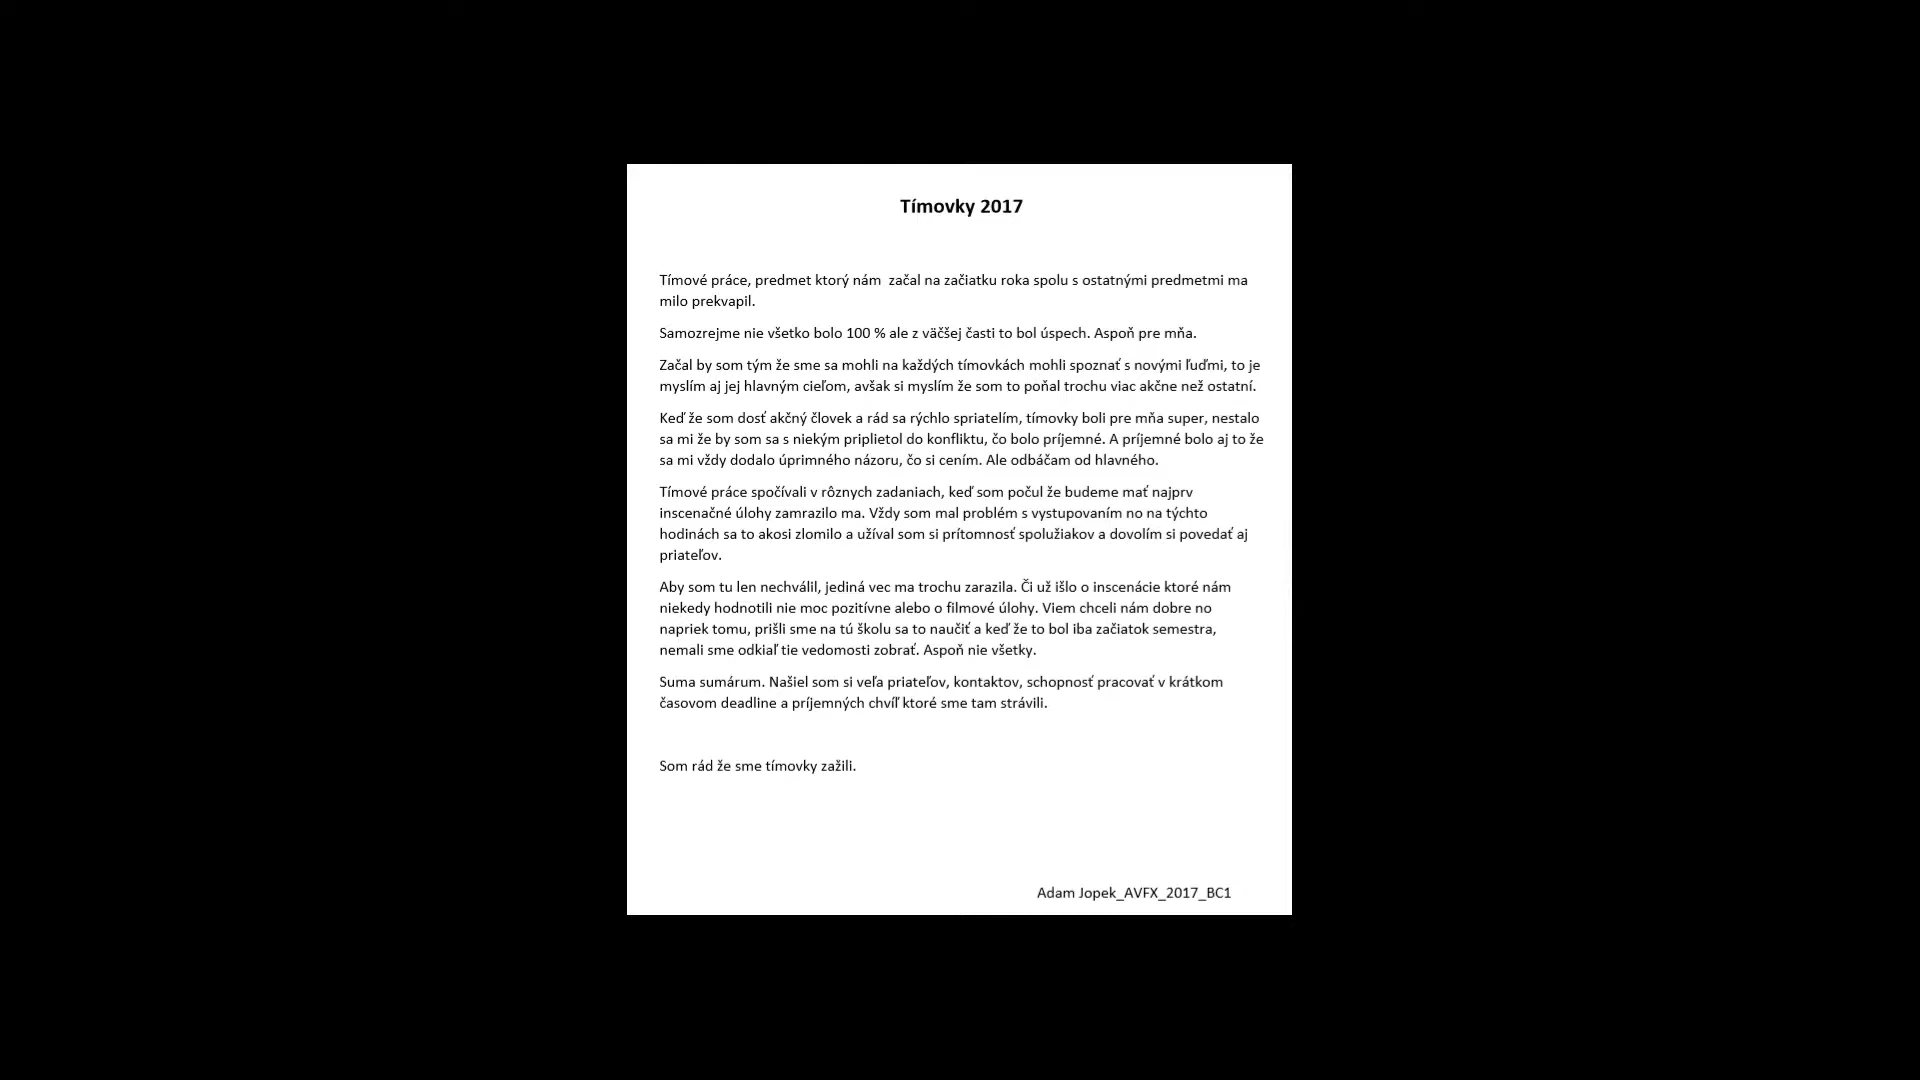 Tímovky 2017
Tímové práce, predmet ktorý nám  začal na začiatku roka spolu s ostatnými predmetmi ma
milo prekvapil.
Samozrejme nie všetko bolo 100 % ale z väčšej časti to bol úspech. Aspoň pre mňa.
Začal by som tým že sme sa mohli na každých tímovkách mohli spoznať s novými ľuďmi, to je
myslím aj jej hlavným cieľom, avšak si myslím že som to poňal trochu viac akčne než ostatní.
Keď že som dosť akčný človek a rád sa rýchlo spriatelím, tímovky boli pre mňa super, nestalo
sa mi že by som sa s niekým priplietol do konfliktu, čo bolo príjemné. A príjemné bolo aj to že
sa mi vždy dodalo úprimného názoru, čo si cením. Ale odbáčam od hlavného.
Tímové práce spočívali v rôznych zadaniach, keď som počul že budeme mať najprv
inscenačné úlohy zamrazilo ma. Vždy som mal problém s vystupovaním no na týchto
hodinách sa to akosi zlomilo a užíval som si prítomnosť spolužiakov a dovolím si povedať aj
priateľov.
Aby som tu len nechválil, jediná vec ma trochu zarazila. Či už išlo o inscenácie ktoré nám
niekedy hodnotili nie moc pozitívne alebo o filmové úlohy. Viem chceli nám dobre no
napriek tomu, prišli sme na tú školu sa to naučiť a keď že to bol iba začiatok semestra,
nemali sme odkiaľ tie vedomosti zobrať. Aspoň nie všetky.
Suma sumárum. Našiel som si veľa priateľov, kontaktov, schopnosť pracovať v krátkom
časovom deadline a príjemných chvíľ ktoré sme tam strávili.
Som rád že sme tímovky zažili.
Adam Jopek_AVFX_2017_BC1